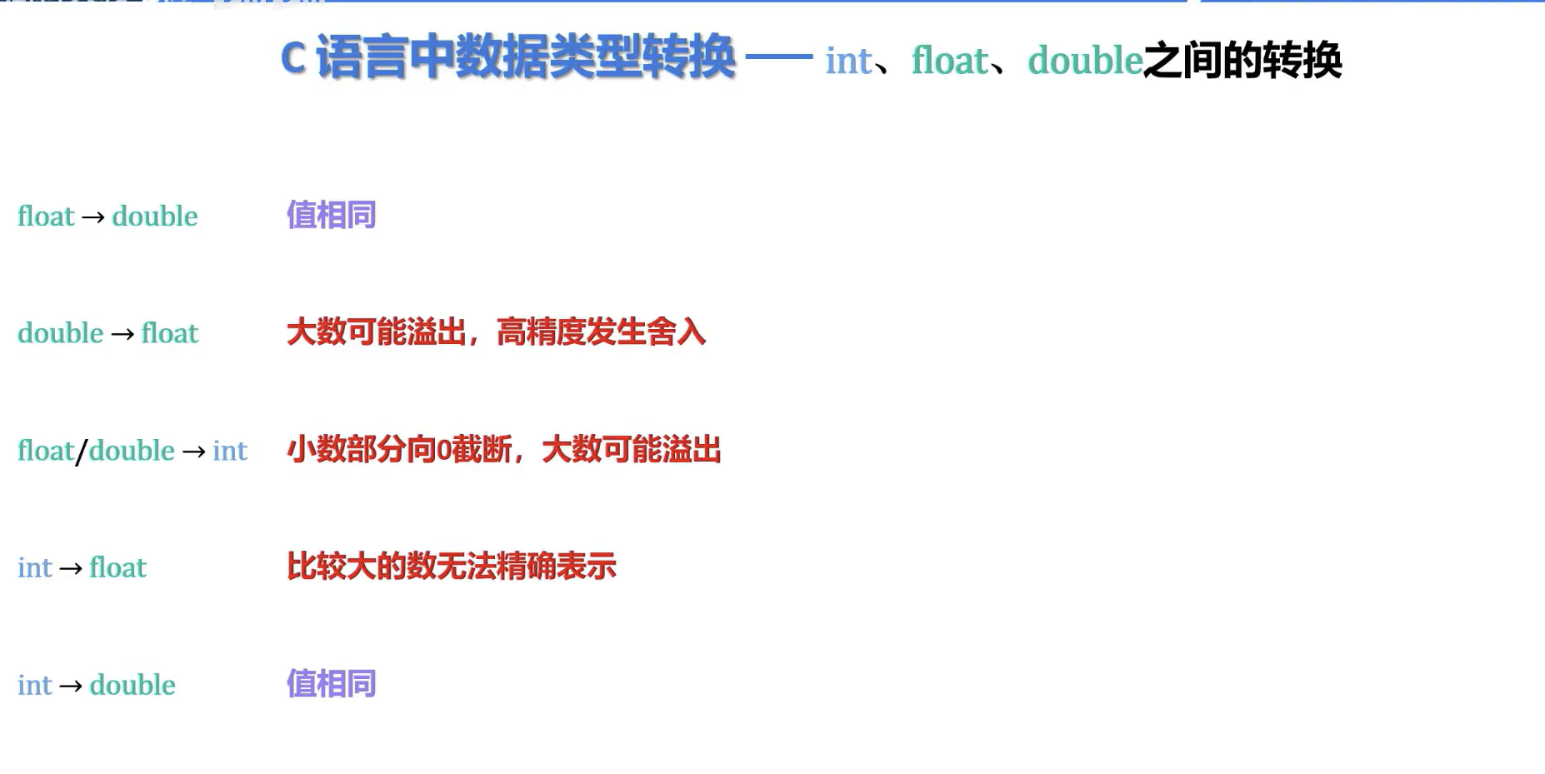 C 语言中数据类型转换 —— int、float、double之间的转换
float → double 值相同
double → float 大数可能溢出，高精度发生舍入
float/double → int 小数部分向0截断，大数可能溢出
int → float 比较大的数无法精确表示
int → double 值相同